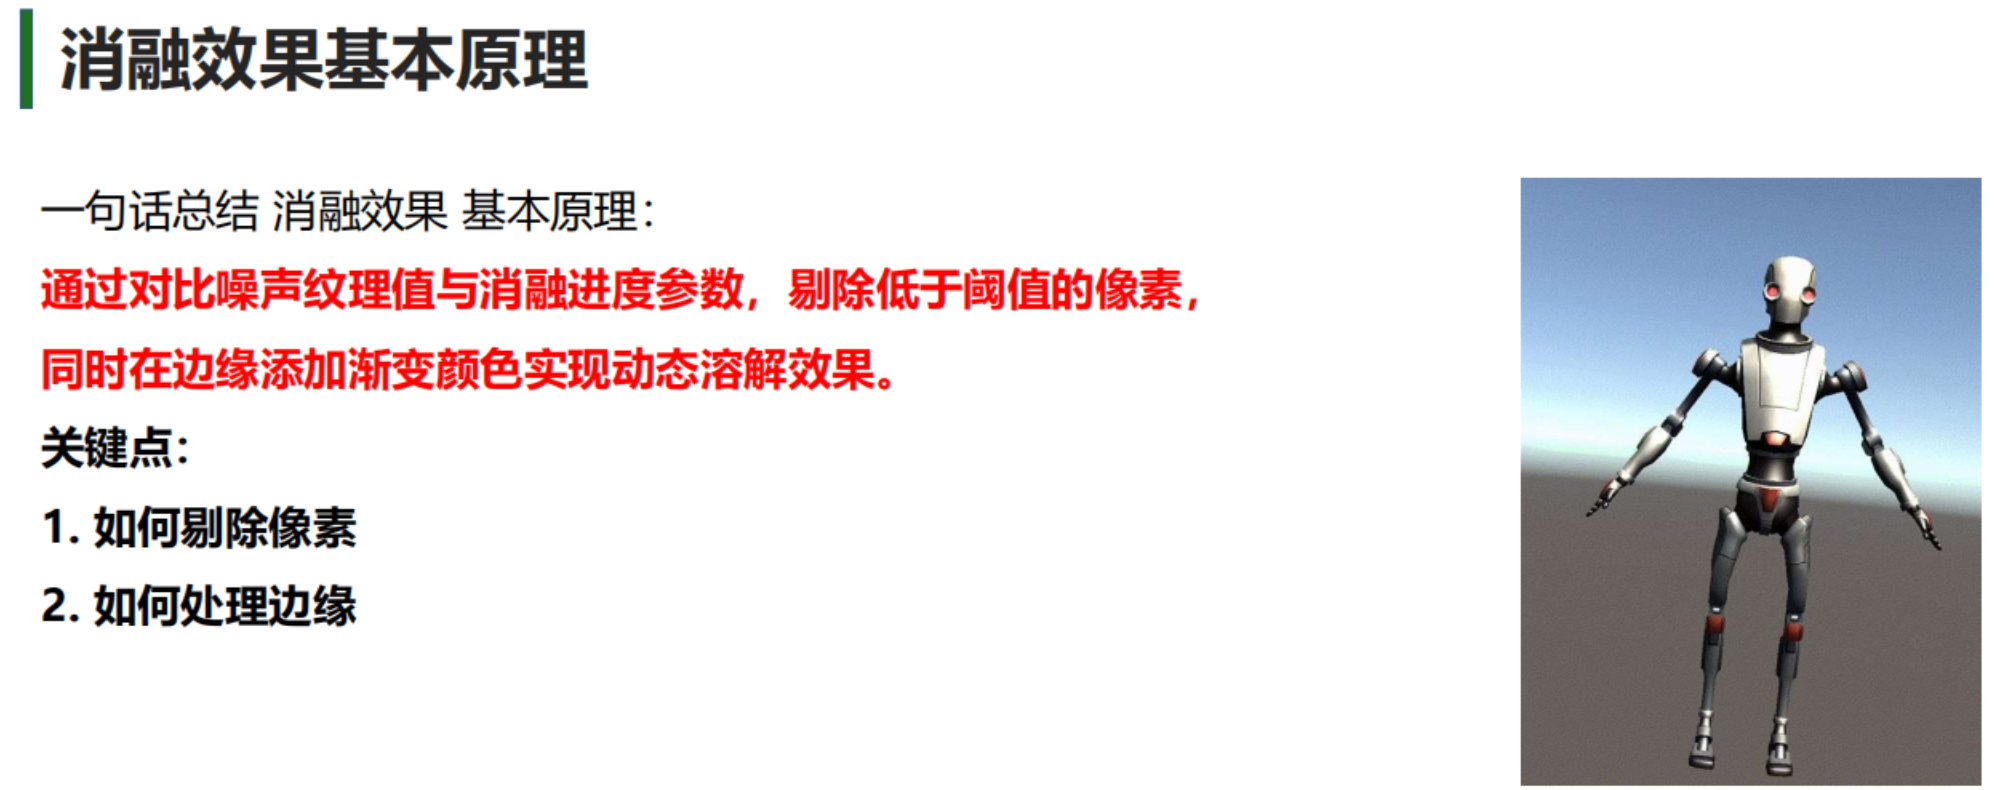 消融效果基本原理
一句话总结 消融效果 基本原理：
通过对比噪声纹理值与消融进度参数，剔除低于阈值的像素，
同时在边缘添加渐变颜色实现动态溶解效果。
关键点：
1. 如何剔除像素
2. 如何处理边缘